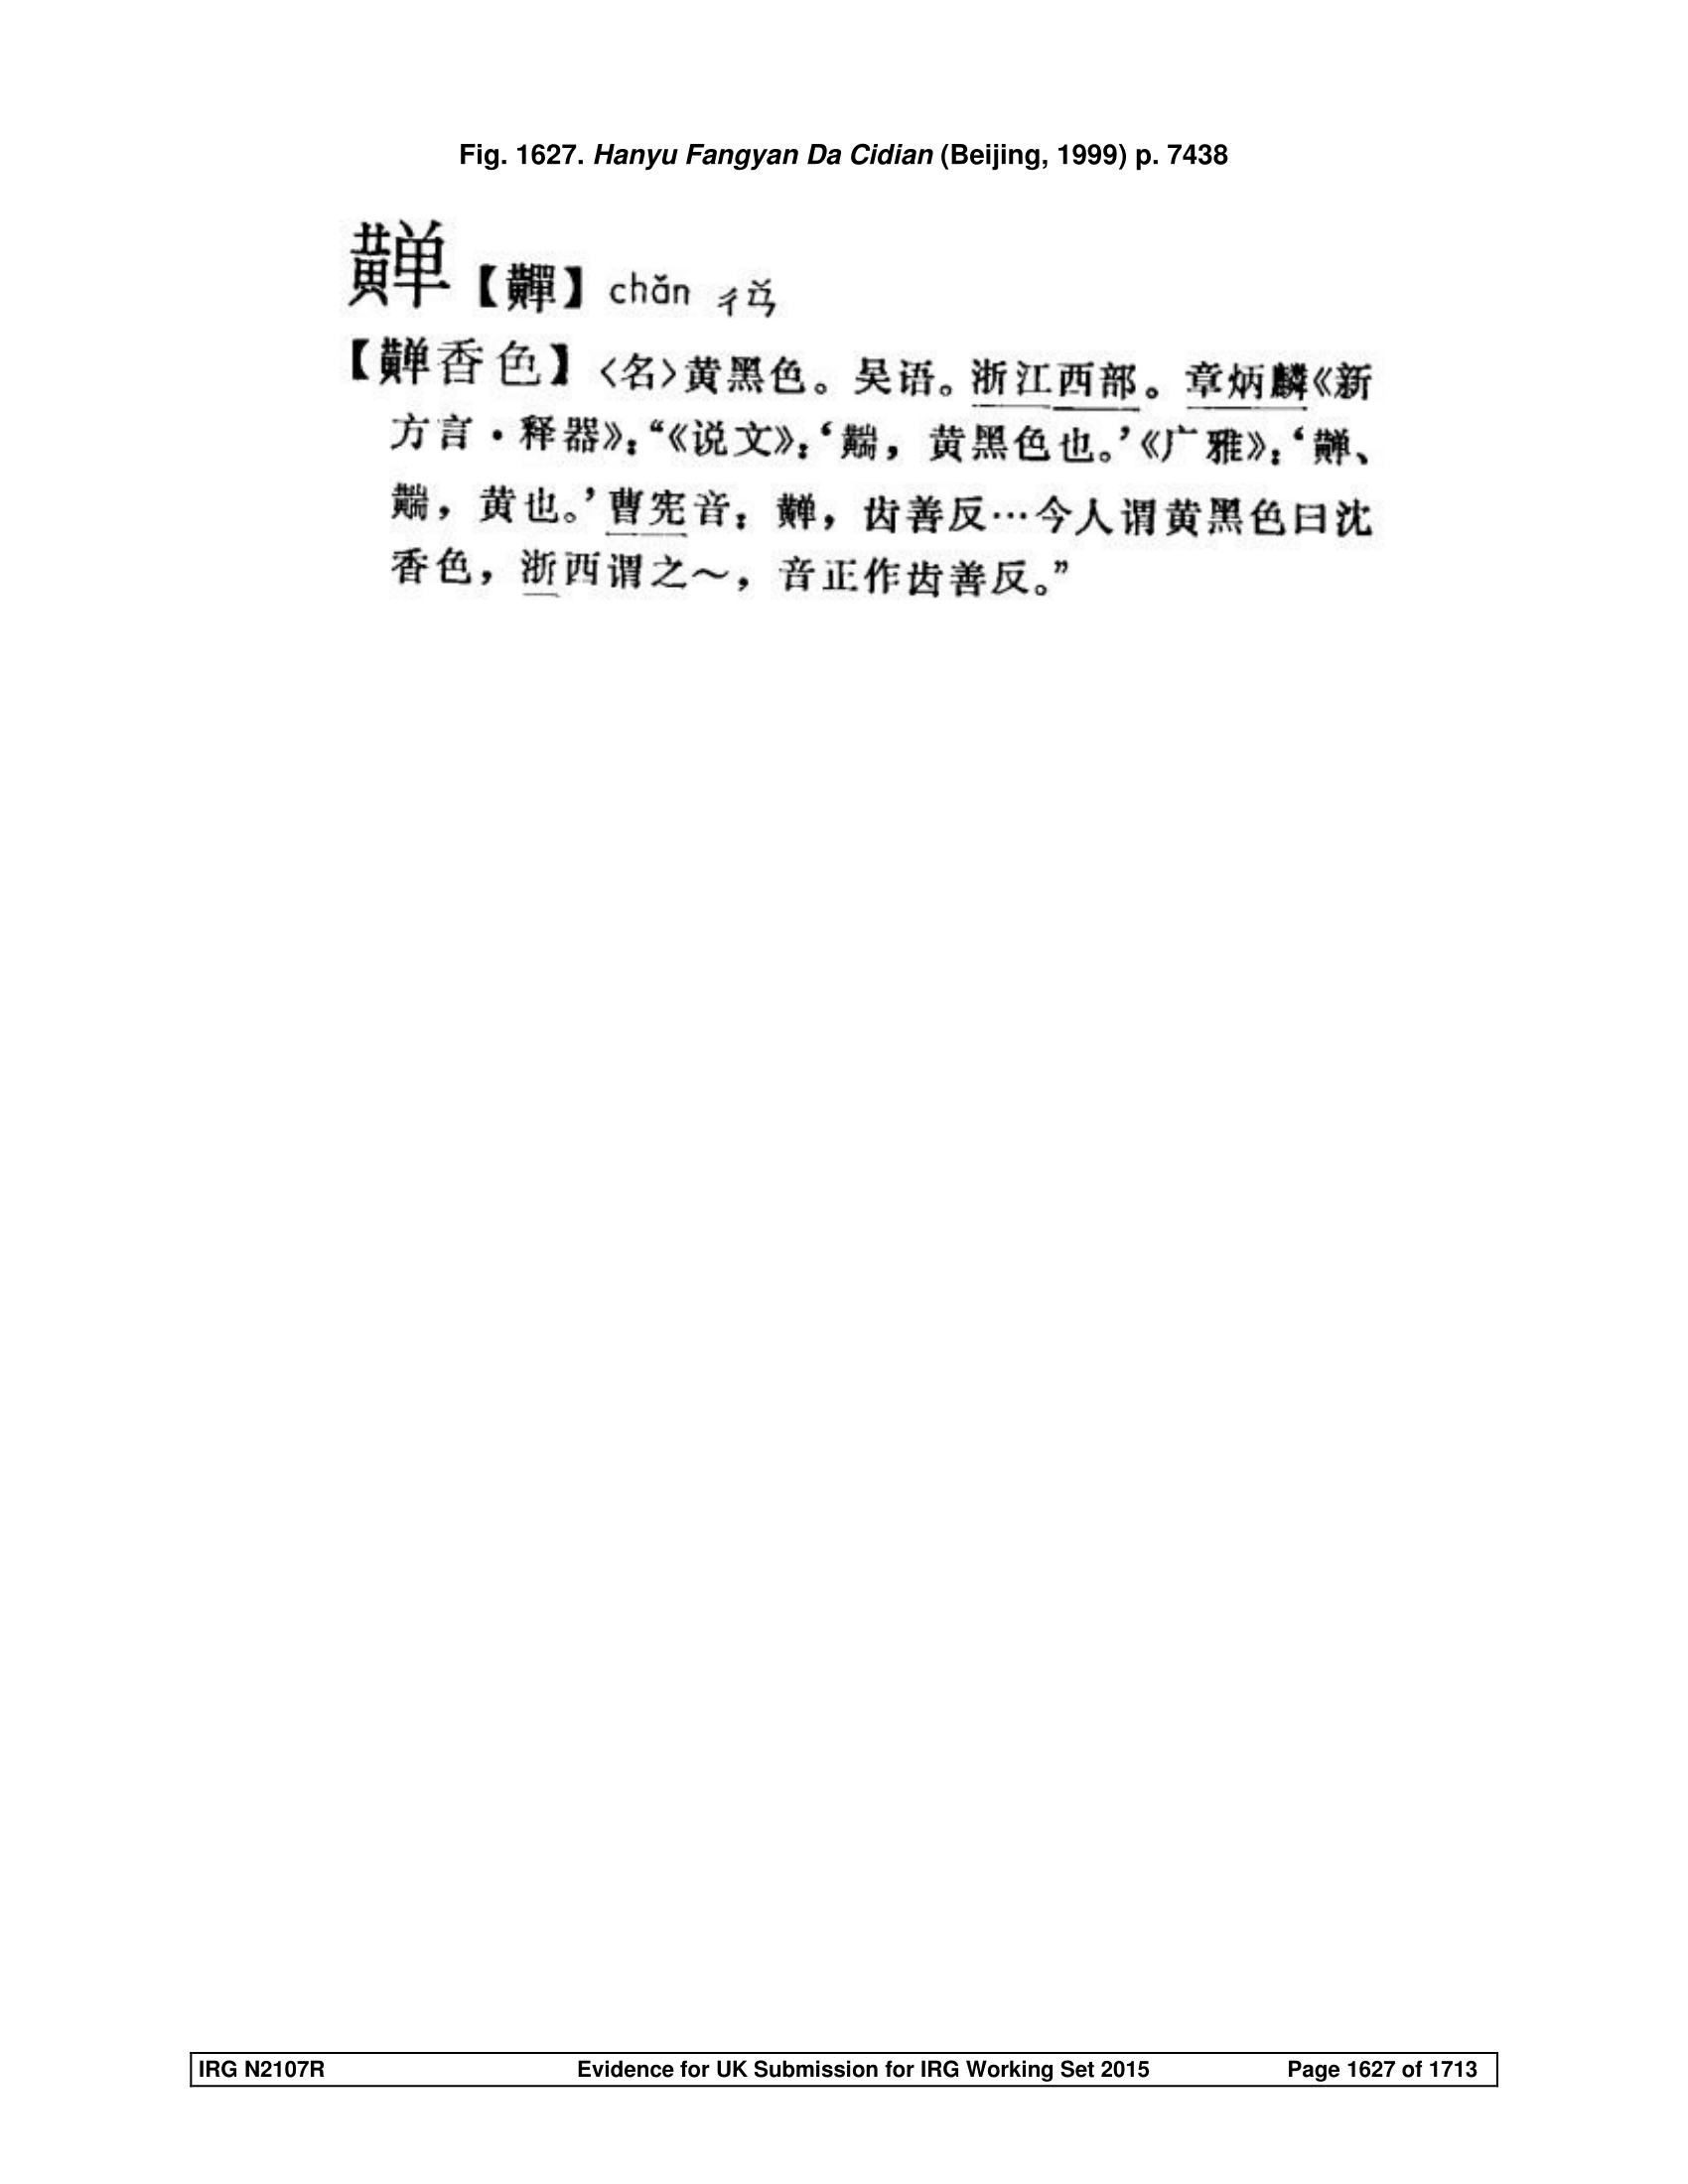 Fig. 1627. Hanyu Fangyan Da Cidian (Beijing, 1999) p. 7438
⿰黄单【⿰黄單】chǎn ㄔㄢˇ
【⿰黄单香色】<名>黄黑色。吴语。浙江西部。章炳麟《新
方言·释器》：“《说文》：‘䵎，黄黑色也。’《广雅》：‘⿰黄单、
䵎，黄也。’曹宪音：⿰黄单，齿善反…今人谓黄黑色曰沈
香色，浙西谓之～，音正作齿善反。”
IRG N2107R Evidence for UK Submission for IRG Working Set 2015 Page 1627 of 1713